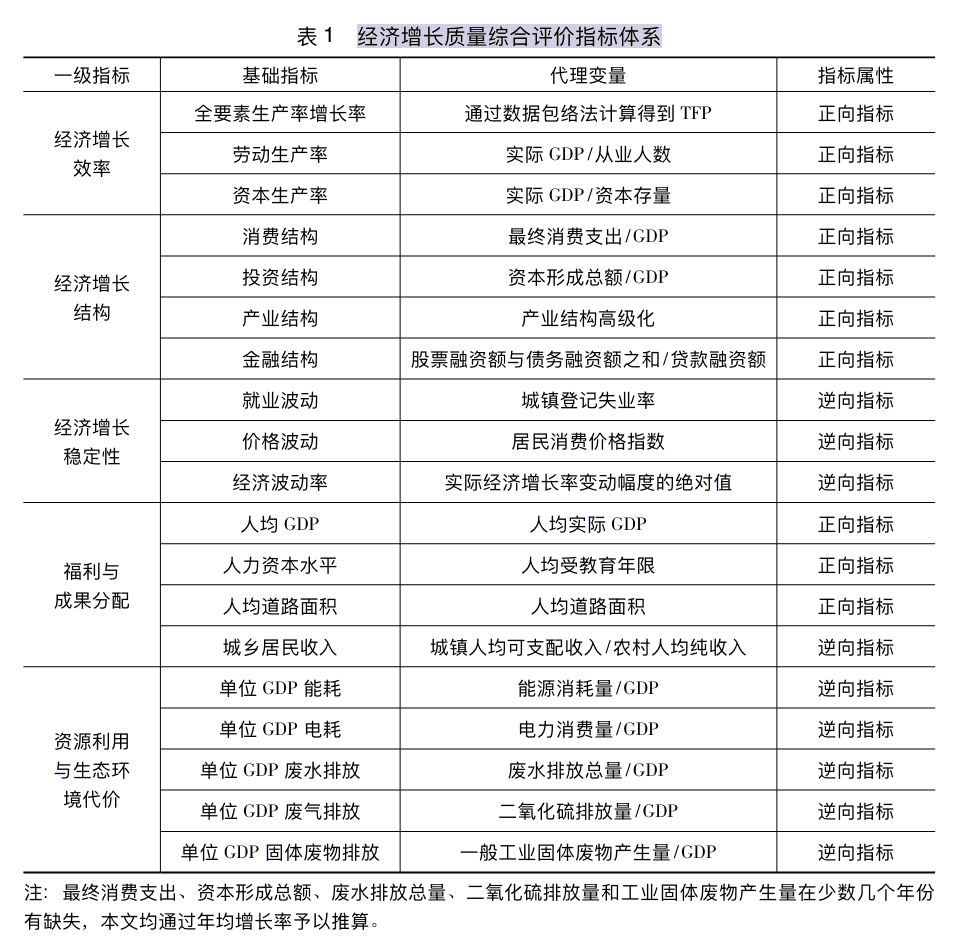 表 1 经济增长质量综合评价指标体系
一级指标 基础指标 代理变量 指标属性
经济增长
效率
全要素生产率增长率 通过数据包络法计算得到 TFP 正向指标
劳动生产率 实际 GDP/从业人数 正向指标
资本生产率 实际 GDP/资本存量 正向指标
经济增长
结构
消费结构 最终消费支出/GDP 正向指标
投资结构 资本形成总额/GDP 正向指标
产业结构 产业结构高级化 正向指标
金融结构 股票融资额与债务融资额之和/贷款融资额 正向指标
经济增长
稳定性
就业波动 城镇登记失业率 逆向指标
价格波动 居民消费价格指数 逆向指标
经济波动率 实际经济增长率变动幅度的绝对值 逆向指标
福利与
成果分配
人均 GDP 人均实际 GDP 正向指标
人力资本水平 人均受教育年限 正向指标
人均道路面积 人均道路面积 正向指标
城乡居民收入 城镇人均可支配收入/农村人均纯收入 逆向指标
资源利用
与生态环
境代价
单位 GDP 能耗 能源消耗量/GDP 逆向指标
单位 GDP 电耗 电力消费量/GDP 逆向指标
单位 GDP 废水排放 废水排放总量/GDP 逆向指标
单位 GDP 废气排放 二氧化硫排放量/GDP 逆向指标
单位 GDP 固体废物排放 一般工业固体废物产生量/GDP 逆向指标
注：最终消费支出、资本形成总额、废水排放总量、二氧化硫排放量和工业固体废物产生量在少数几个年份
有缺失，本文均通过年均增长率予以推算。